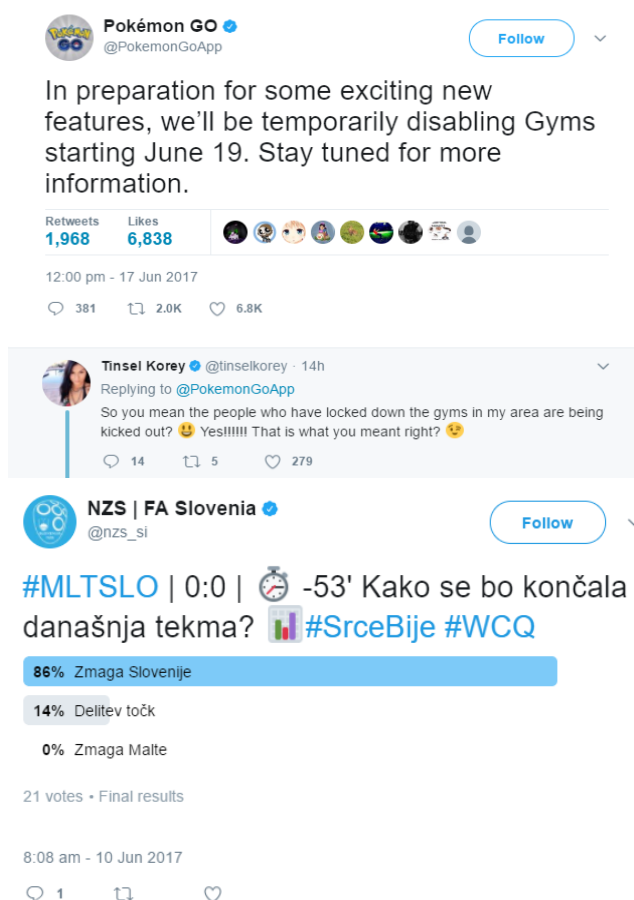 Pokémon GO
@PokemonGoApp
Follow
In preparation for some exciting new
features, we'll be temporarily disabling Gyms
starting June 19. Stay tuned for more
information.
Retweets Likes
1,968 6,838
12:00 pm - 17 Jun 2017
381 2.0K 6.8K
Tinsel Korey @tinselkorey · 14h
Replying to @PokemonGoApp
So you mean the people who have locked down the gyms in my area are being
kicked out? 😃 Yes!!!!!! That is what you meant right? 😉
14 5 279
NZS | FA Slovenia
@nzs_si
Follow
#MLTSLO | 0:0 | ⏱ -53' Kako se bo končala
današnja tekma? 📊#SrceBije #WCQ
86% Zmaga Slovenije
14% Delitev točk
0% Zmaga Malte
21 votes • Final results
8:08 am - 10 Jun 2017
1